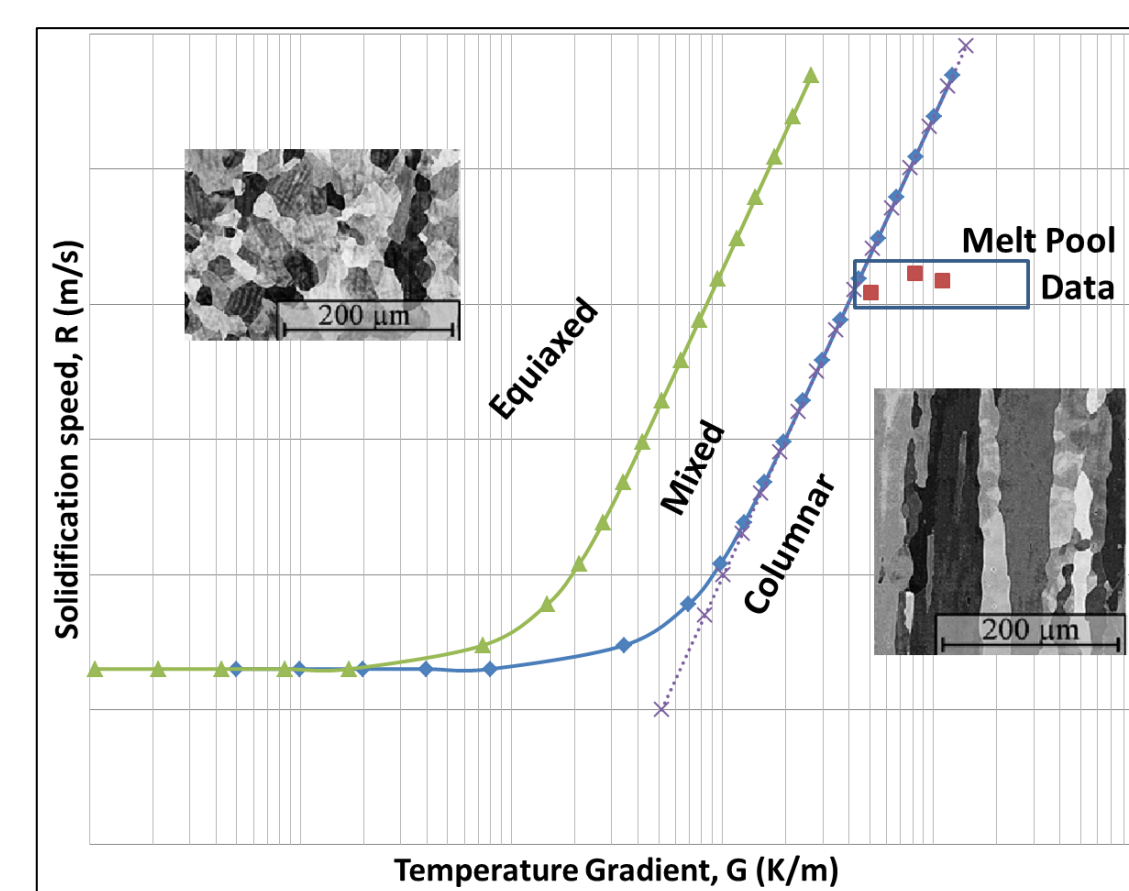 Solidification speed, R (m/s)
200 µm
Equiaxed
Mixed
Columnar
Melt Pool
Data
200 µm
Temperature Gradient, G (K/m)